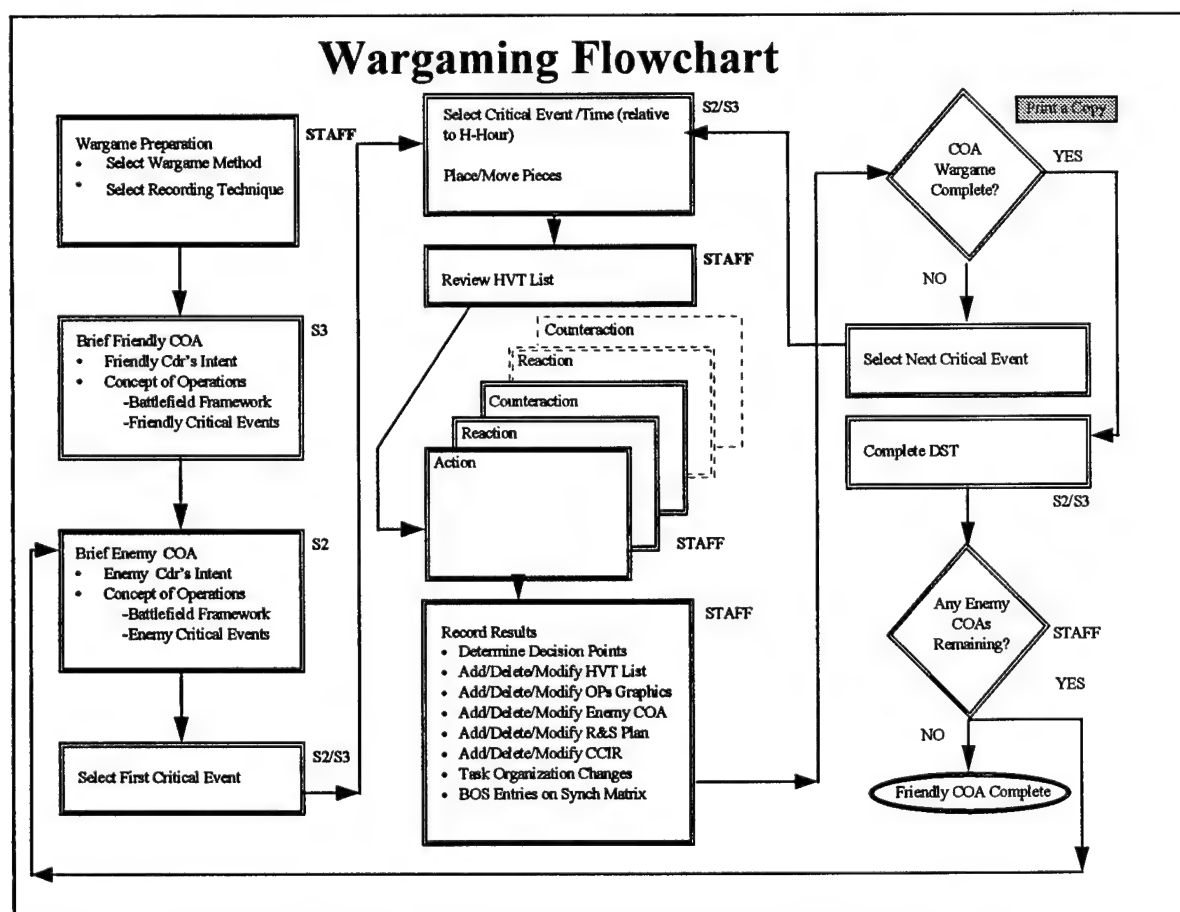 Wargaming Flowchart
Wargame Preparation
• Select Wargame Method
• Select Recording Technique
STAFF
Brief Friendly COA
• Friendly Cdr's Intent
• Concept of Operations
-Battlefield Framework
-Friendly Critical Events
S3
Brief Enemy COA
• Enemy Cdr's Intent
• Concept of Operations
-Battlefield Framework
-Enemy Critical Events
S2
Select First Critical Event
S2/S3
Select Critical Event /Time (relative
to H-Hour)
Place/Move Pieces
S2/S3
Review HVT List
STAFF
Counteraction
Reaction
Counteraction
Reaction
Action
STAFF
Record Results
• Determine Decision Points
• Add/Delete/Modify HVT List
• Add/Delete/Modify OPs Graphics
• Add/Delete/Modify Enemy COA
• Add/Delete/Modify R&S Plan
• Add/Delete/Modify CCIR
• Task Organization Changes
• BOS Entries on Synch Matrix
STAFF
Print a Copy
COA
Wargame
Complete?
YES
NO
Select Next Critical Event
Complete DST
S2/S3
Any Enemy
COAs
Remaining?
STAFF
YES
NO
Friendly COA Complete